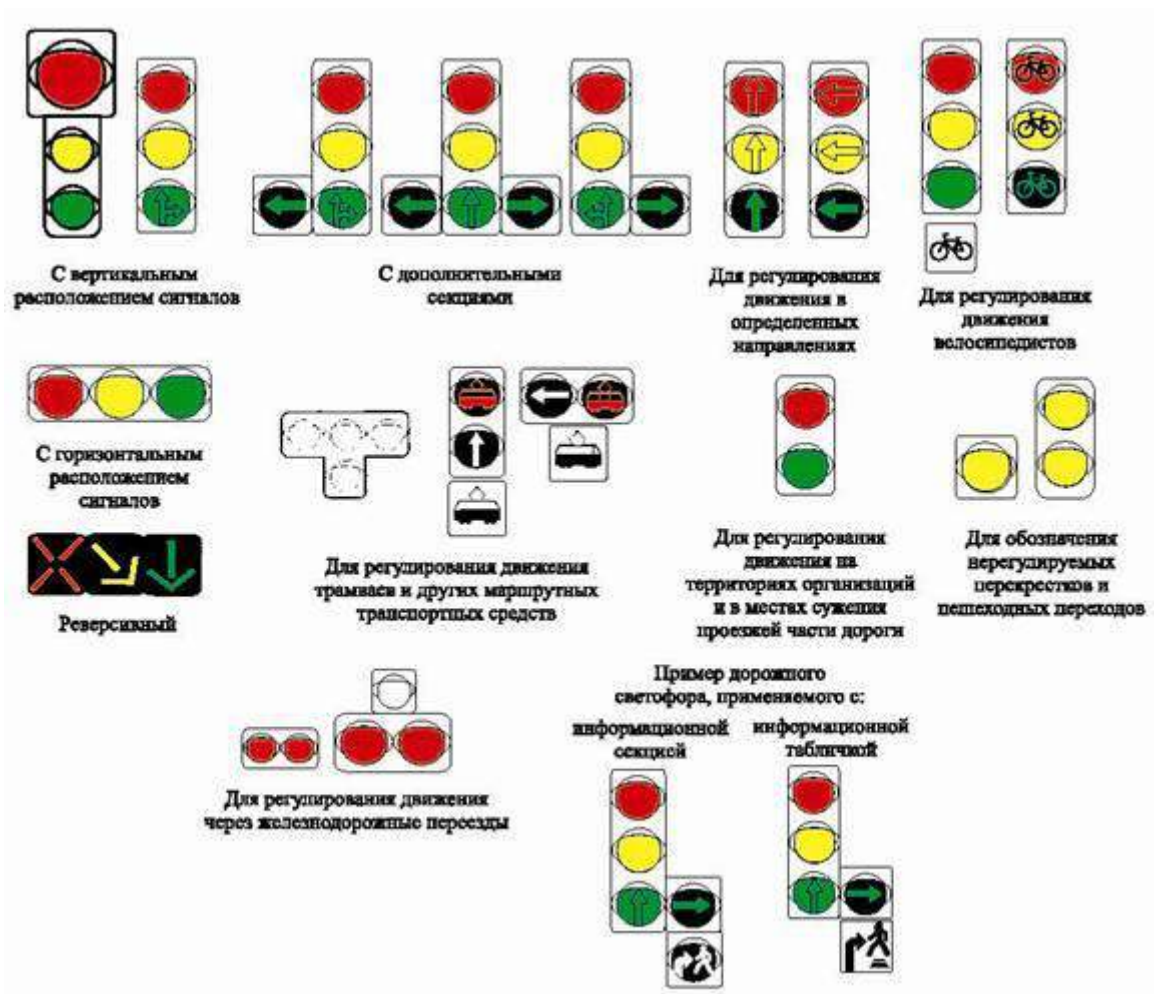 С вертикальным
расположением сигналов
С дополнительными
секциями
Для регулирования
движения в
определенных
направлениях
Для регулирования
движения
велосипедистов
С горизонтальным
расположением
сигналов
Реверсивный
Для регулирования движения
трамваев и других маршрутных
транспортных средств
Для регулирования
движения на
территориях организаций
и в местах сужения
проезжей части дороги
Для обозначения
нерегулируемых
перекрестков и
пешеходных переходов
Для регулирования движения
через железнодорожные переезды
Пример дорожного
светофора, применяемого с:
информационной
секцией
информационной
табличкой